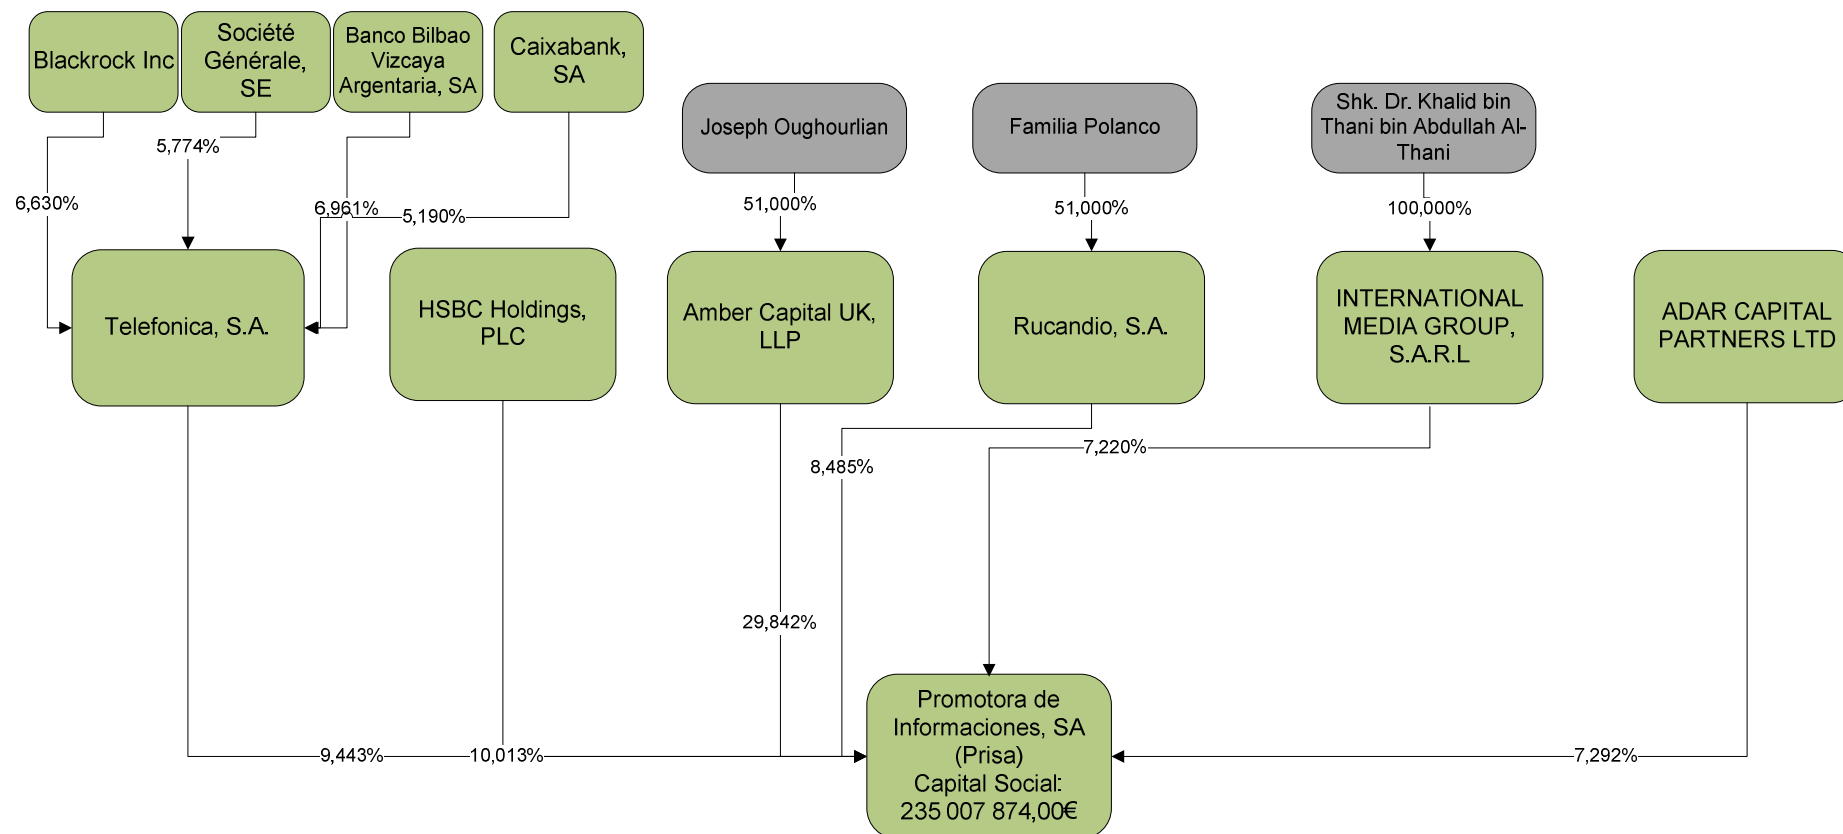 Blackrock Inc
Société
Générale,
SE
Banco Bilbao
Vizcaya
Argentaria, SA
Caixabank,
SA
Joseph Oughourlian
Familia Polanco
Shk. Dr. Khalid bin
Thani bin Abdullah Al-
Thani
5,774%
6,630%
6,961%
5,190%
51,000%
51,000%
100,000%
Telefonica, S.A.
HSBC Holdings,
PLC
Amber Capital UK,
LLP
Rucandio, S.A.
INTERNATIONAL
MEDIA GROUP,
S.A.R.L
ADAR CAPITAL
PARTNERS LTD
7,220%
8,485%
29,842%
9,443%
10,013%
7,292%
Promotora de
Informaciones, SA
(Prisa)
Capital Social:
235 007 874,00€